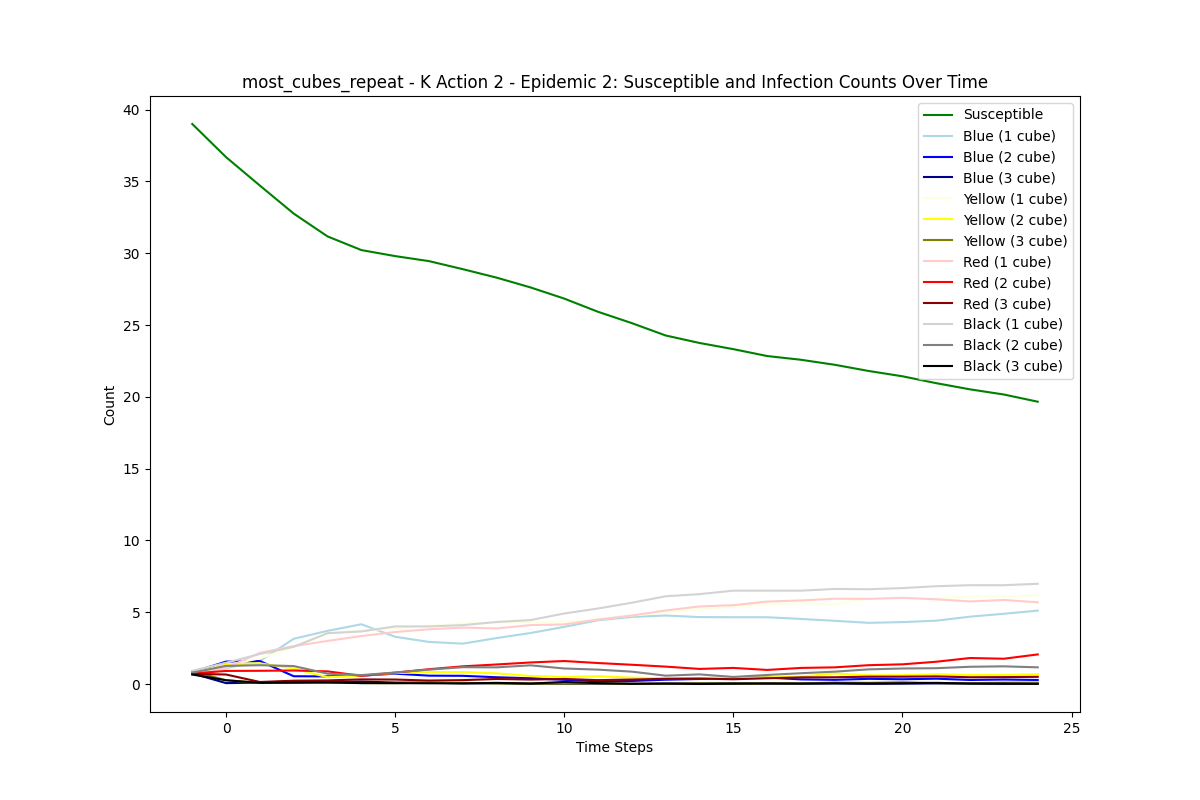 most_cubes_repeat - K Action 2 - Epidemic 2: Susceptible and Infection Counts Over Time
40
35
30
25
20
15
10
5
0
Count
Susceptible
Blue (1 cube)
Blue (2 cube)
Blue (3 cube)
Yellow (1 cube)
Yellow (2 cube)
Yellow (3 cube)
Red (1 cube)
Red (2 cube)
Red (3 cube)
Black (1 cube)
Black (2 cube)
Black (3 cube)
0 5 10 15 20 25
Time Steps